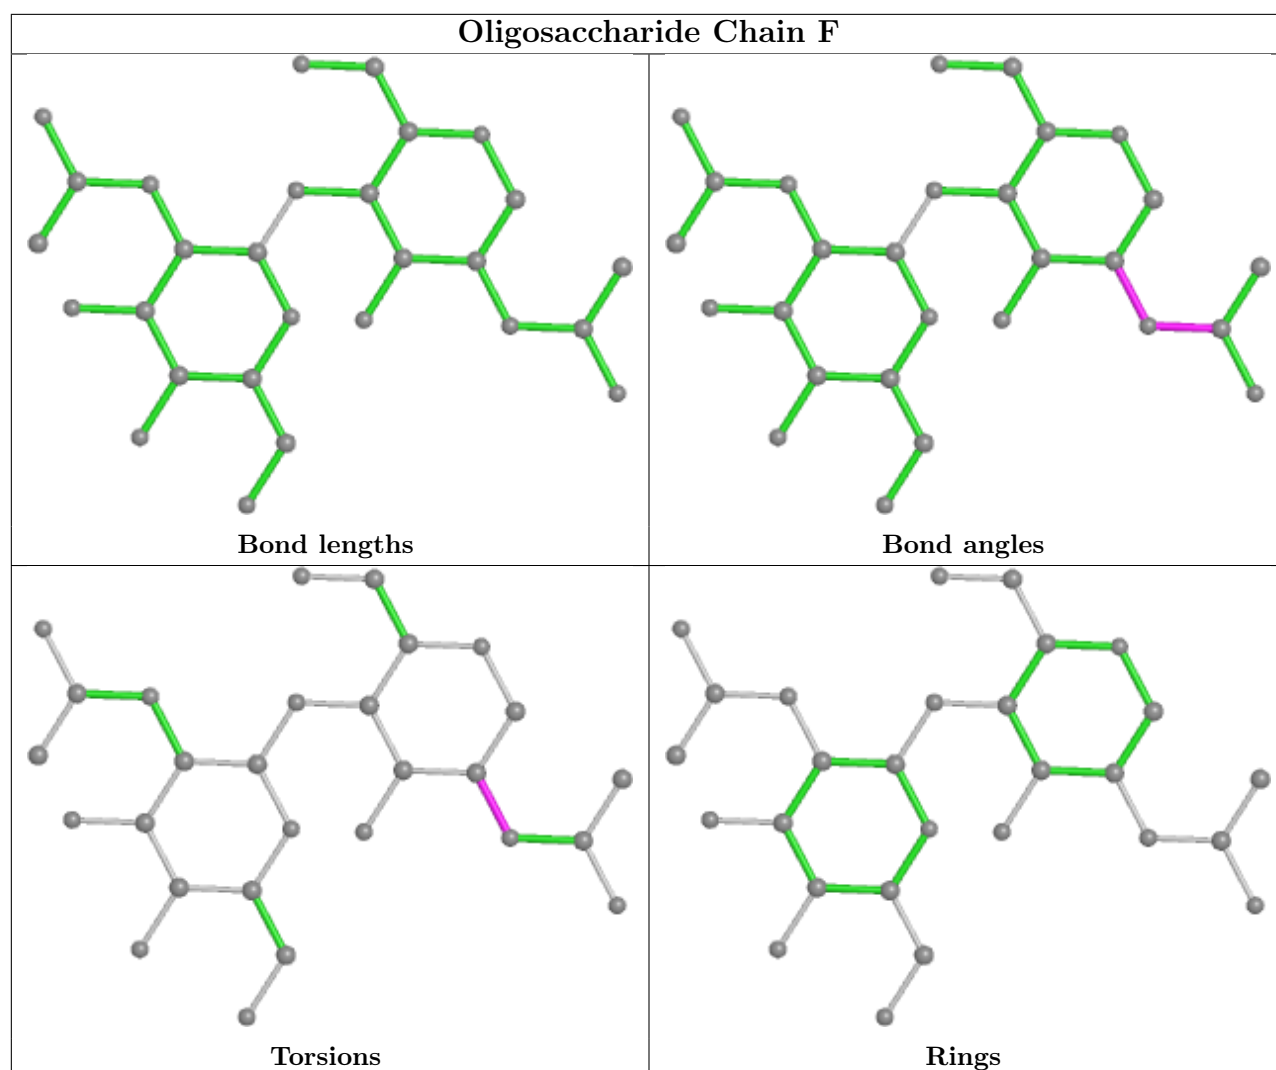 Oligosaccharide Chain F
Bond lengths
Bond angles
Torsions
Rings